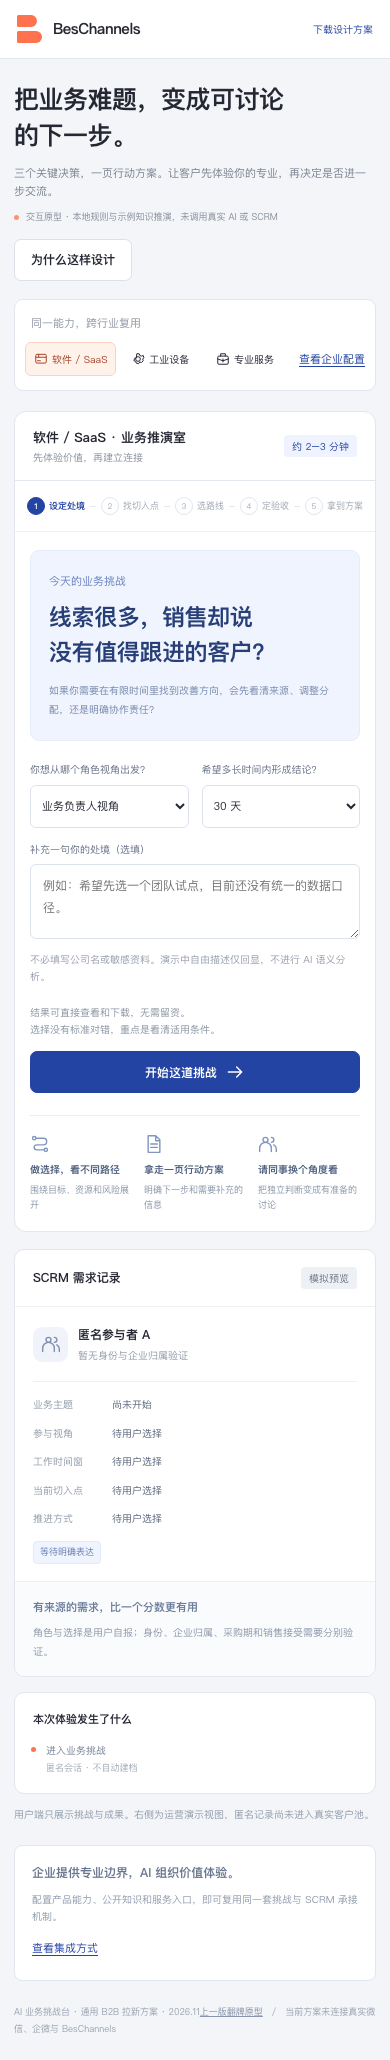 BesChannels
下载设计方案
把业务难题，变成可讨论
的下一步。
三个关键决策，一页行动方案。让客户先体验你的专业，再决定是否进一
步交流。
交互原型 · 本地规则与示例知识推演，未调用真实 AI 或 SCRM
为什么这样设计
同一能力，跨行业复用
软件 / SaaS
工业设备
专业服务
查看企业配置
软件 / SaaS · 业务推演室
先体验价值，再建立连接
约 2–3 分钟
1 设定处境
2 找切入点
3 选路线
4 定验收
5 拿到方案
今天的业务挑战
线索很多，销售却说
没有值得跟进的客户？
如果你需要在有限时间里找到改善方向，会先看清来源、调整分
配，还是明确协作责任？
你想从哪个角色视角出发？
希望多长时间内形成结论？
业务负责人视角
30 天
补充一句你的处境（选填）
例如：希望先选一个团队试点，目前还没有统一的数据口
径。
不必填写公司名或敏感资料。演示中自由描述仅回显，不进行 AI 语义分
析。
结果可直接查看和下载，无需留资。
选择没有标准对错，重点是看清适用条件。
开始这道挑战 →
做选择，看不同路径
围绕目标、资源和风险展
开
拿走一页行动方案
明确下一步和需要补充的
信息
请同事换个角度看
把独立判断变成有准备的
讨论
SCRM 需求记录
模拟预览
匿名参与者 A
暂无身份与企业归属验证
业务主题 尚未开始
参与视角 待用户选择
工作时间窗 待用户选择
当前切入点 待用户选择
推进方式 待用户选择
等待明确表达
有来源的需求，比一个分数更有用
角色与选择是用户自报；身份、企业归属、采购期和销售接受需要分别验
证。
本次体验发生了什么
进入业务挑战
匿名会话 · 不自动建档
用户端只展示挑战与成果。右侧为运营演示视图，匿名记录尚未进入真实客户池。
企业提供专业边界，AI 组织价值体验。
配置产品能力、公开知识和服务入口，即可复用同一套挑战与 SCRM 承接
机制。
查看集成方式
AI 业务挑战台 · 通用 B2B 拉新方案 · 2026.11上一版翻牌原型 / 当前方案未连接真实微
信、企微与 BesChannels